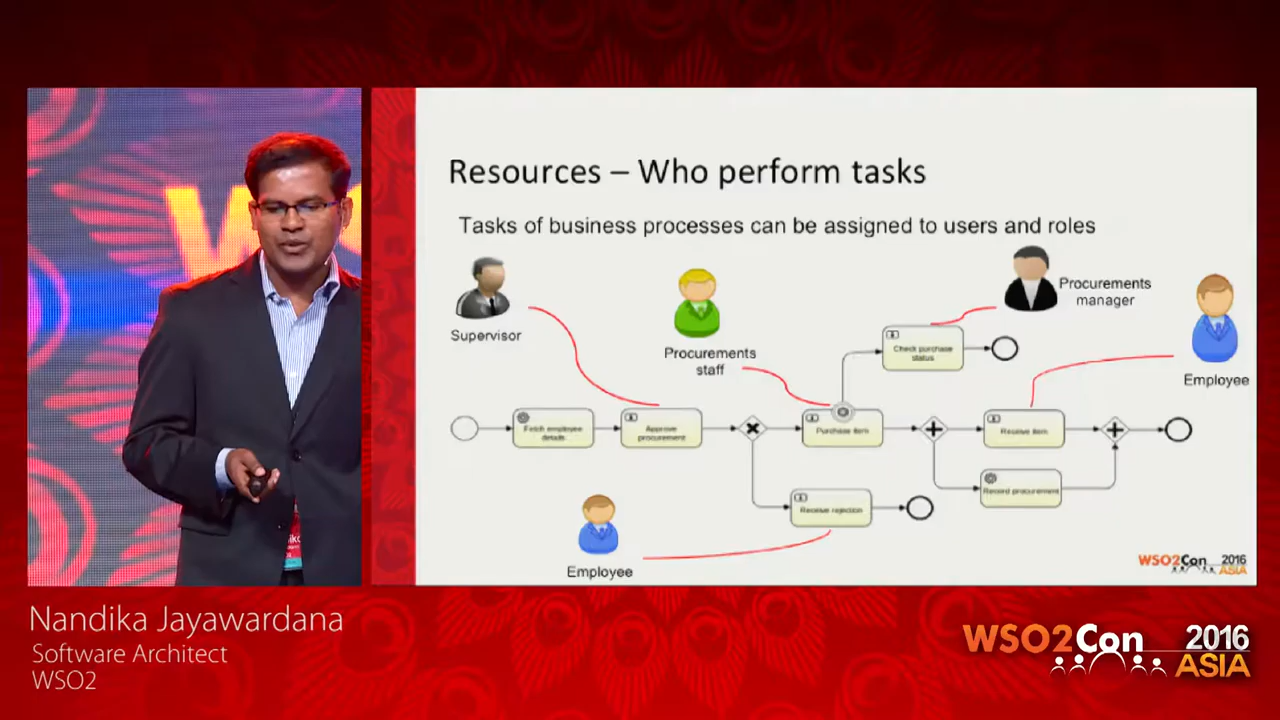 WSO
Resources – Who perform tasks
Tasks of business processes can be assigned to users and roles
Supervisor
Procurements
staff
Procurements
manager
Employee
Check purchase
status
Fetch employee
details
Approve
procurement
Purchase item
Receive item
Record procurement
Receive rejection
Employee
WSO2Con 2016
ASIA
Nandika Jayawardana
Software Architect
WSO2
WSO2Con 2016
ASIA